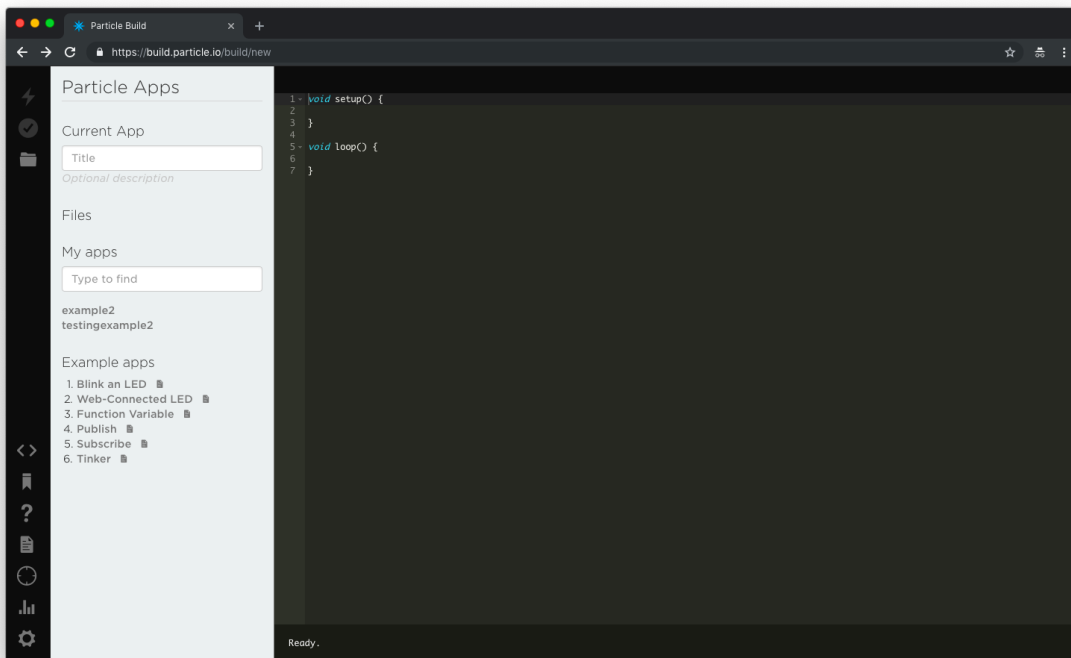 Particle Build
https://build.particle.io/build/new
Particle Apps
Current App
Title
Optional description
Files
My apps
Type to find
example2
testingexample2
Example apps
1. Blink an LED
2. Web-Connected LED
3. Function Variable
4. Publish
5. Subscribe
6. Tinker
1 void setup() {
2
3 }
4
5 void loop() {
6
7 }
Ready.